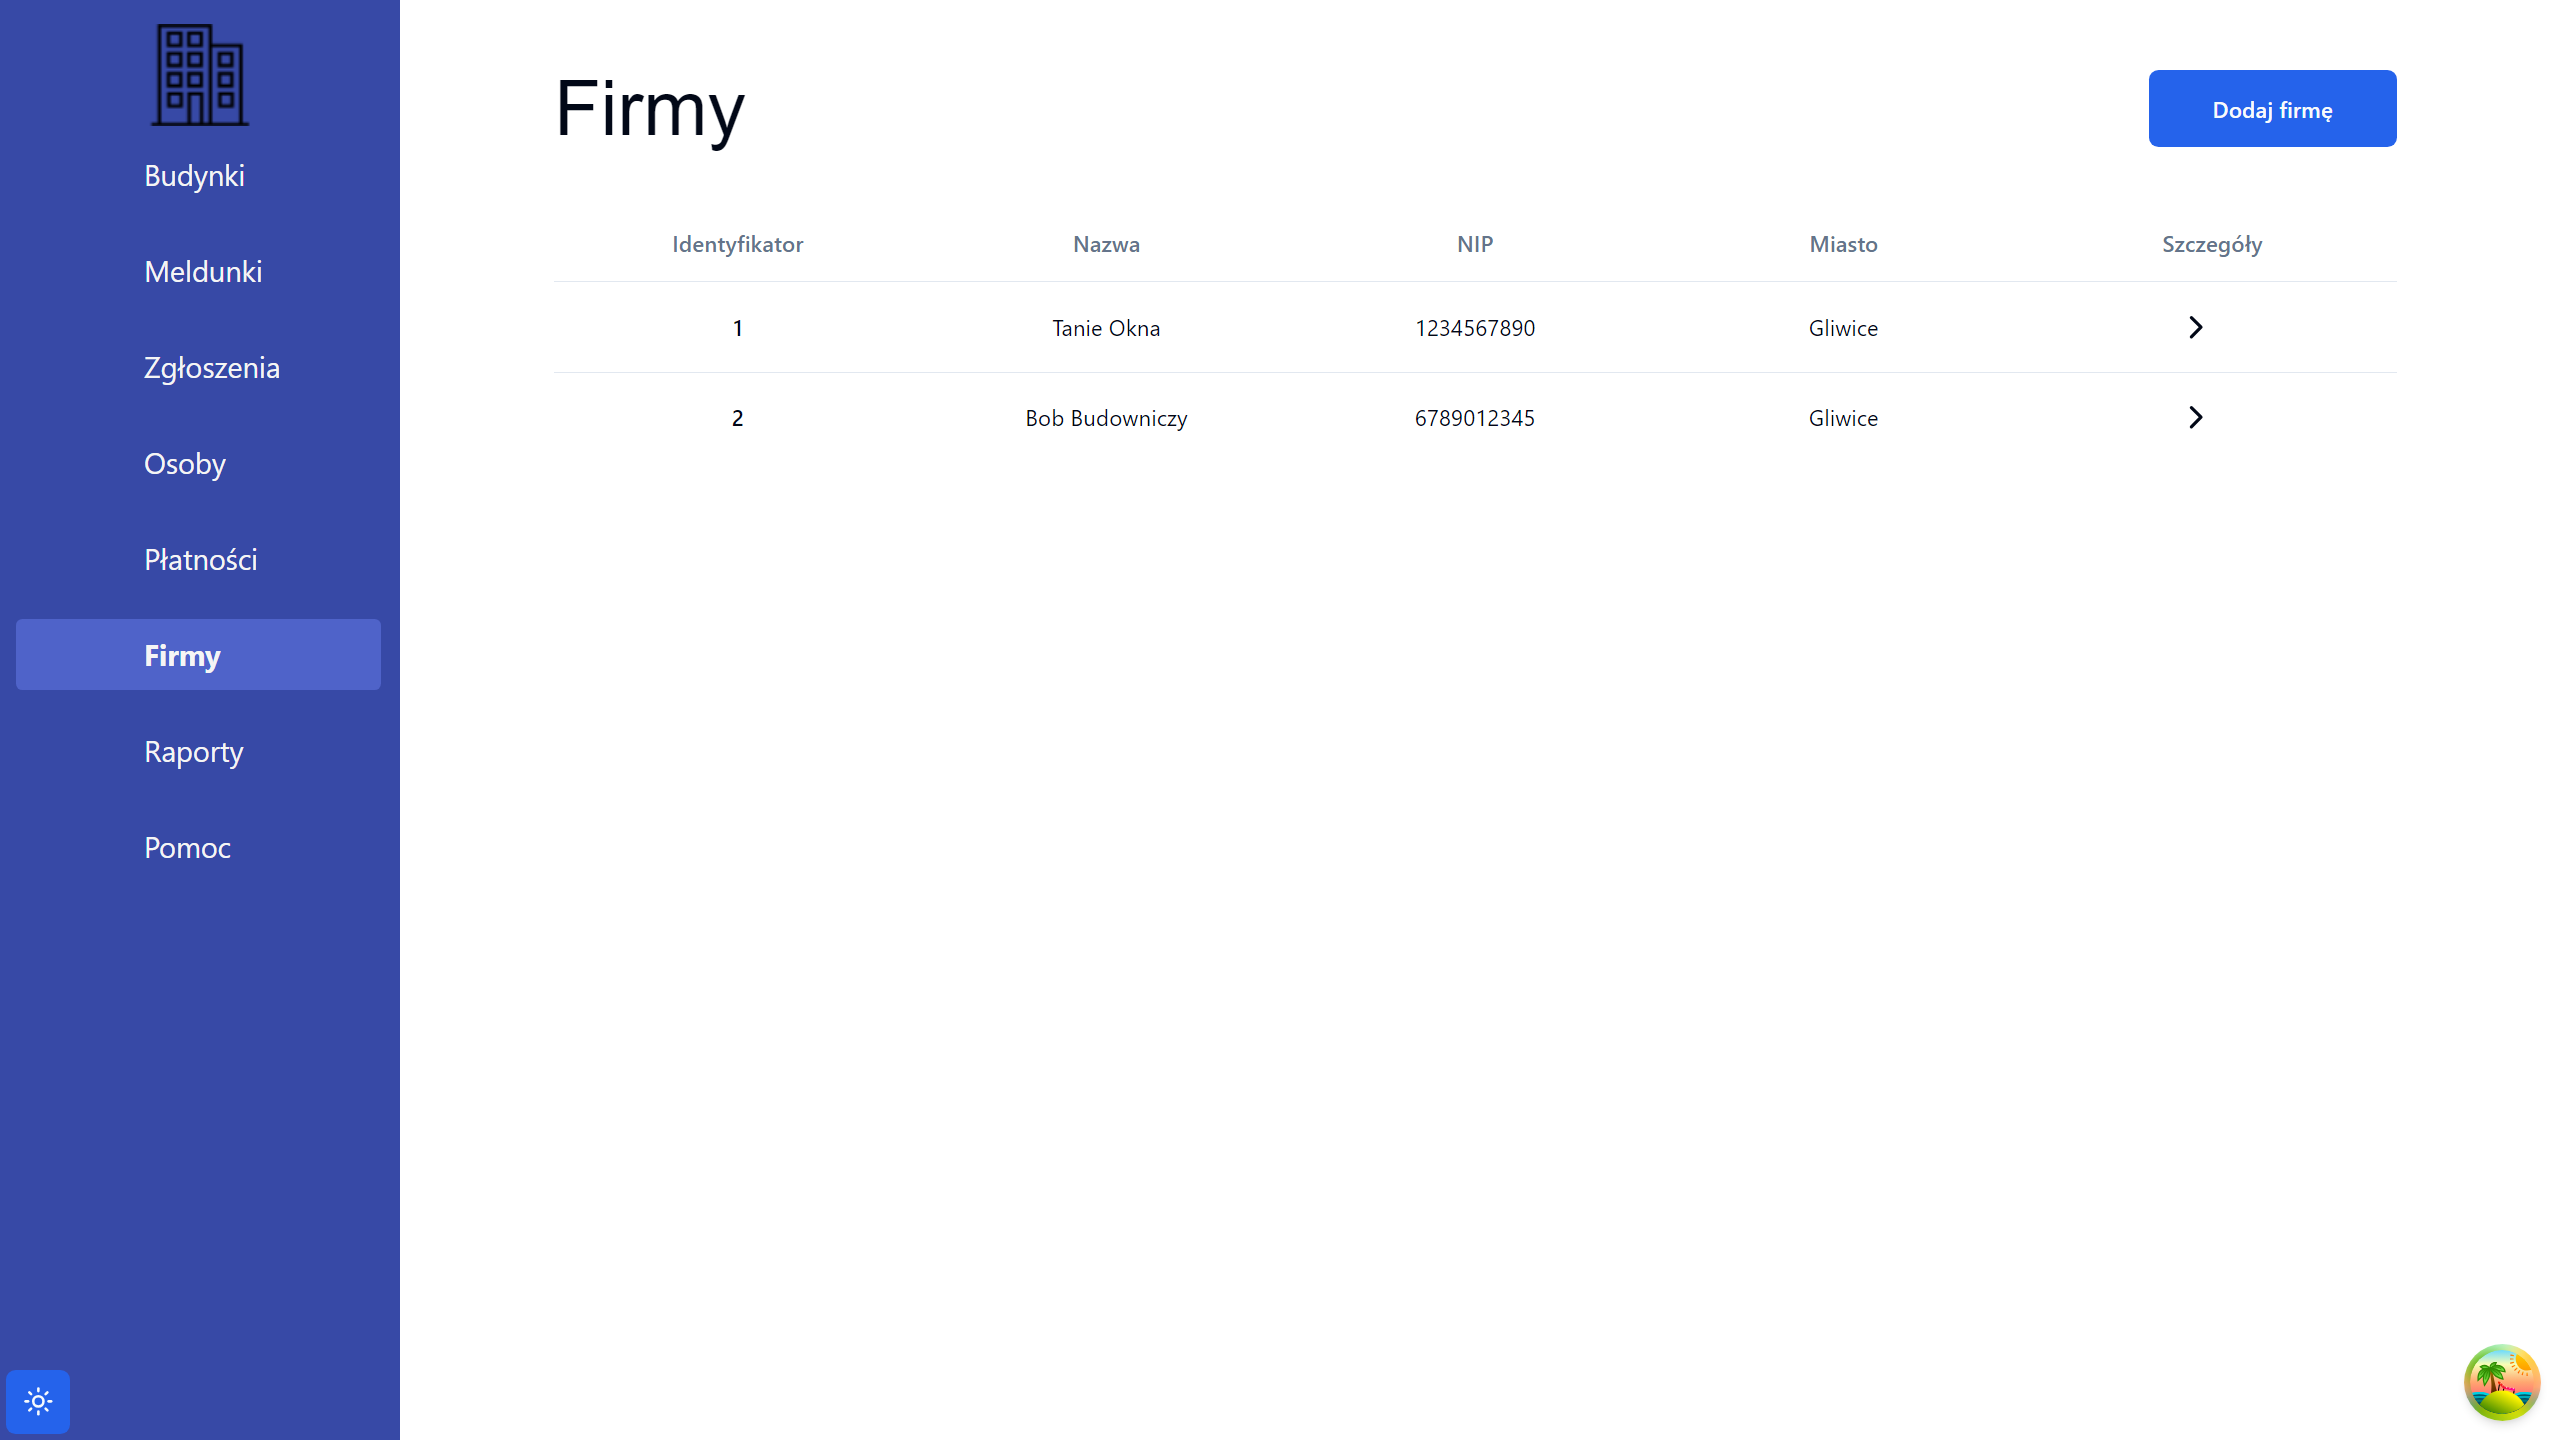 Budynki
Meldunki
Zgłoszenia
Osoby
Płatności
Firmy
Raporty
Pomoc
Firmy
Dodaj firmę
Identyfikator Nazwa NIP Miasto Szczegóły
1 Tanie Okna 1234567890 Gliwice
2 Bob Budowniczy 6789012345 Gliwice